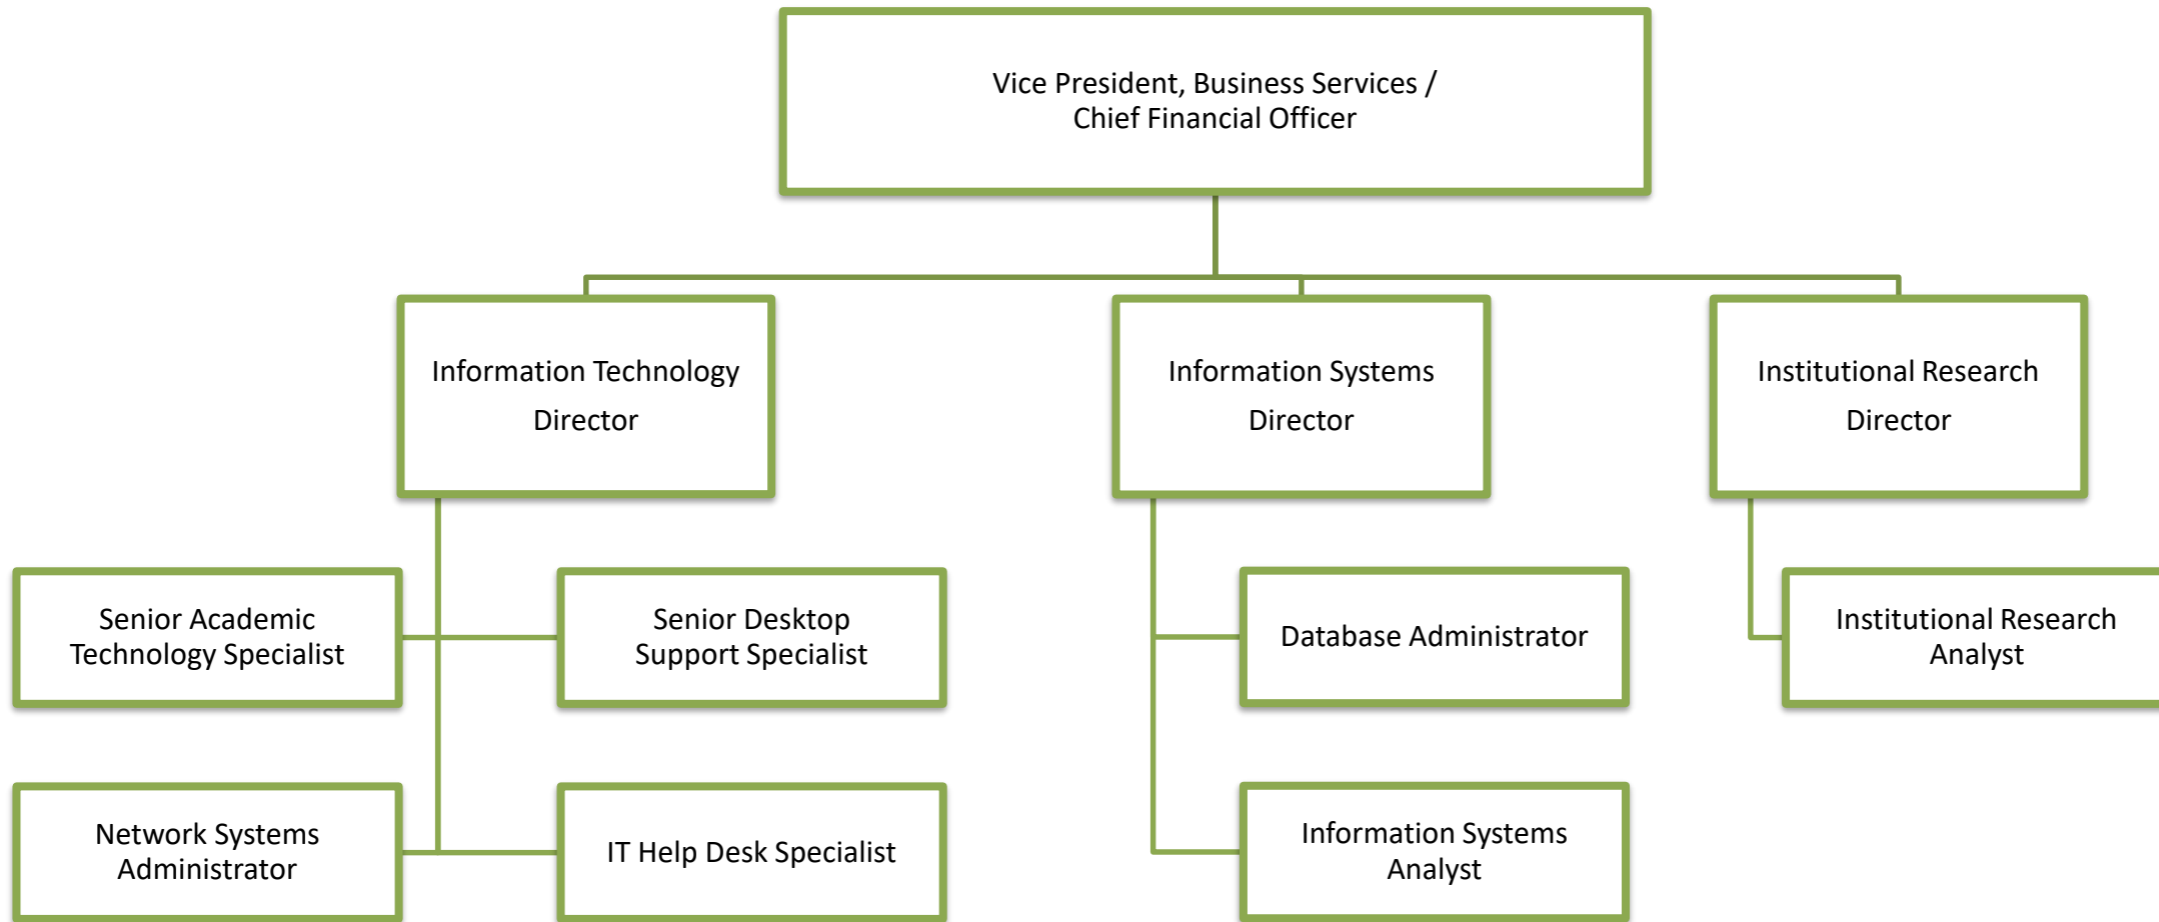 Vice President, Business Services /
Chief Financial Officer
Information Technology
Director
Information Systems
Director
Institutional Research
Director
Senior Academic
Technology Specialist
Senior Desktop
Support Specialist
Database Administrator
Institutional Research
Analyst
Network Systems
Administrator
IT Help Desk Specialist
Information Systems
Analyst